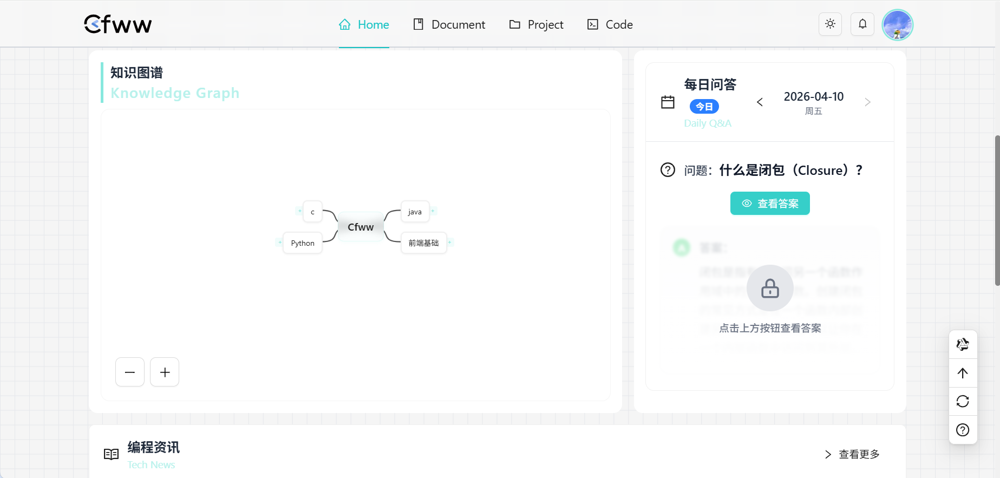 Cfww
Home
Document
Project
Code
知识图谱
Knowledge Graph
c
java
Cfww
Python
前端基础
每日问答
今日
Daily Q&A
2026-04-10
周五
问题：什么是闭包（Closure）?
查看答案
答案：
点击上方按钮查看答案
编程资讯
Tech News
查看更多